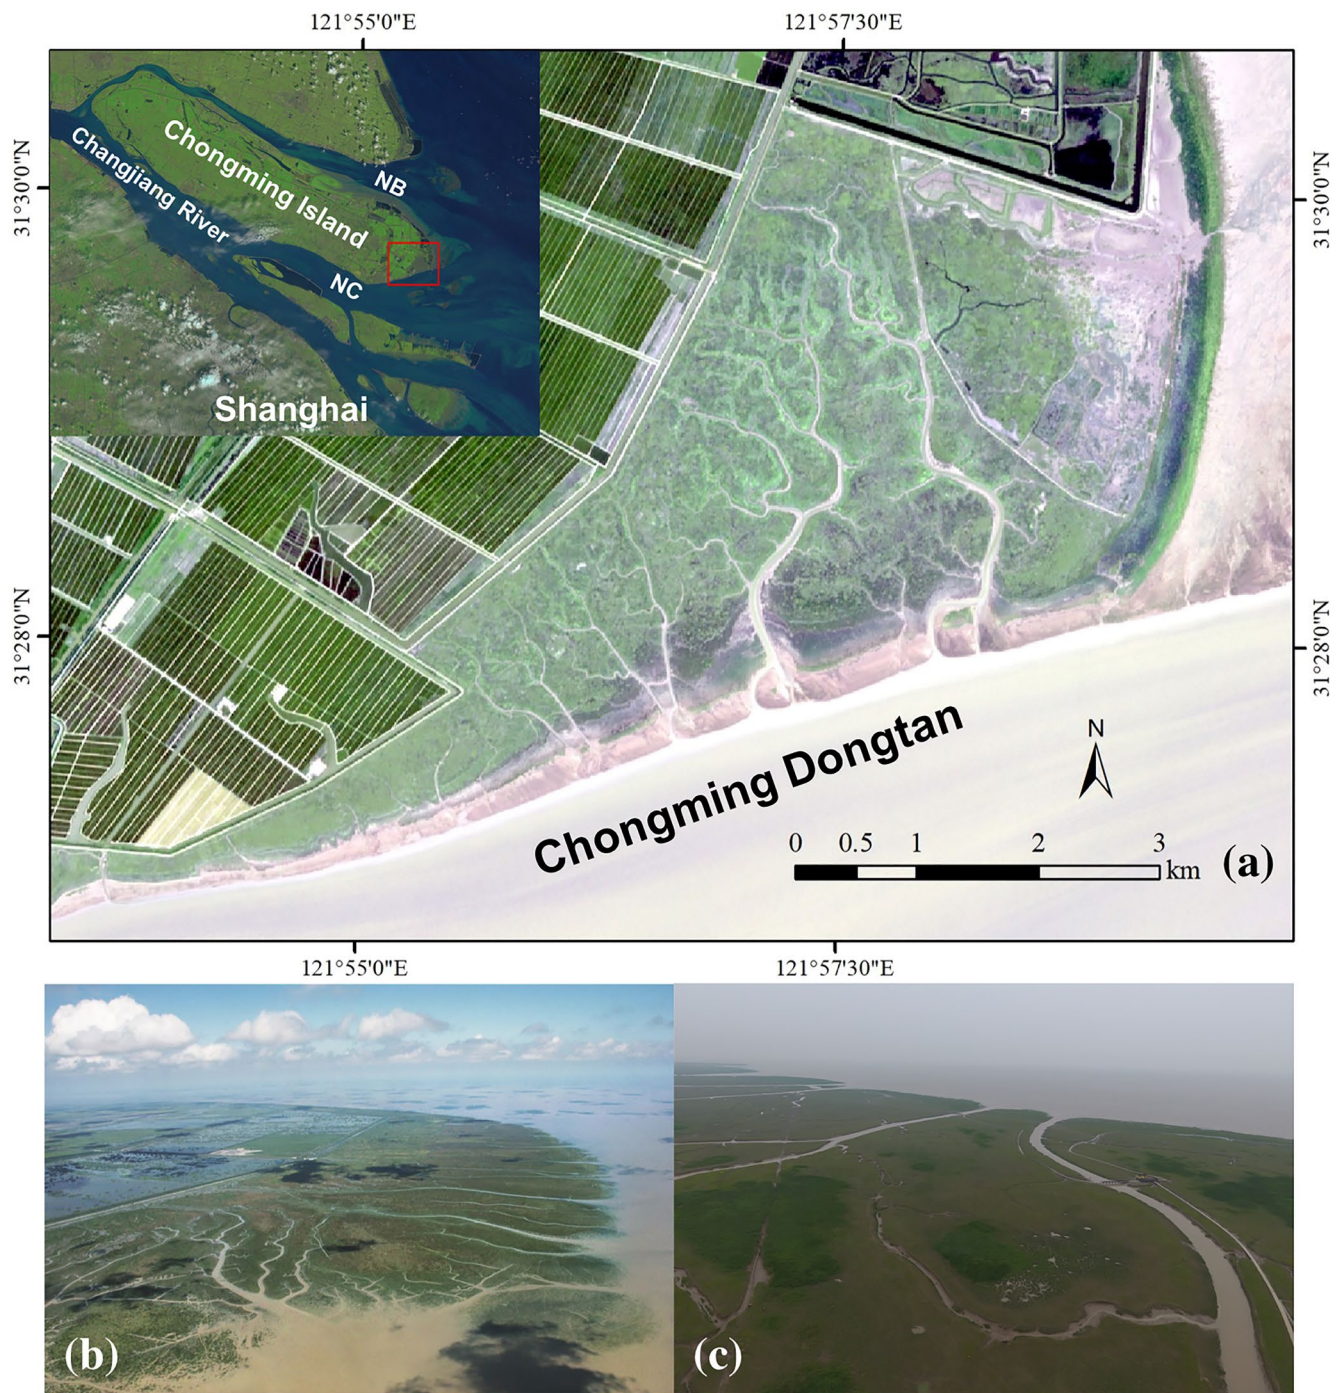 121°55'0"E
121°57'30"E
31°30'0"N
31°30'0"N
Chongming Island
Changjiang River
NB
NC
Shanghai
31°28'0"N
31°28'0"N
Chongming Dongtan
N
0 0.5 1 2 3
km
(a)
121°55'0"E
121°57'30"E
(b)
(c)